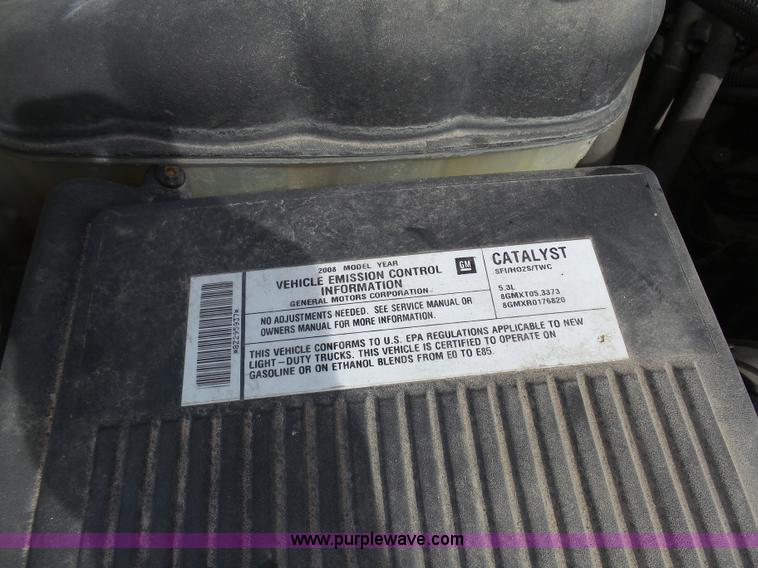 2008 MODEL YEAR
VEHICLE EMISSION CONTROL
INFORMATION
GENERAL MOTORS CORPORATION
GM
CATALYST
SFI/HO2S/TWC
NO ADJUSTMENTS NEEDED. SEE SERVICE MANUAL OR
OWNERS MANUAL FOR MORE INFORMATION.
5.3L
8GMXT05.3373
8GMXR0176820
THIS VEHICLE CONFORMS TO U.S. EPA REGULATIONS APPLICABLE TO NEW
LIGHT-DUTY TRUCKS. THIS VEHICLE IS CERTIFIED TO OPERATE ON
GASOLINE OR ON ETHANOL BLENDS FROM E0 TO E85.
www.purplewave.com